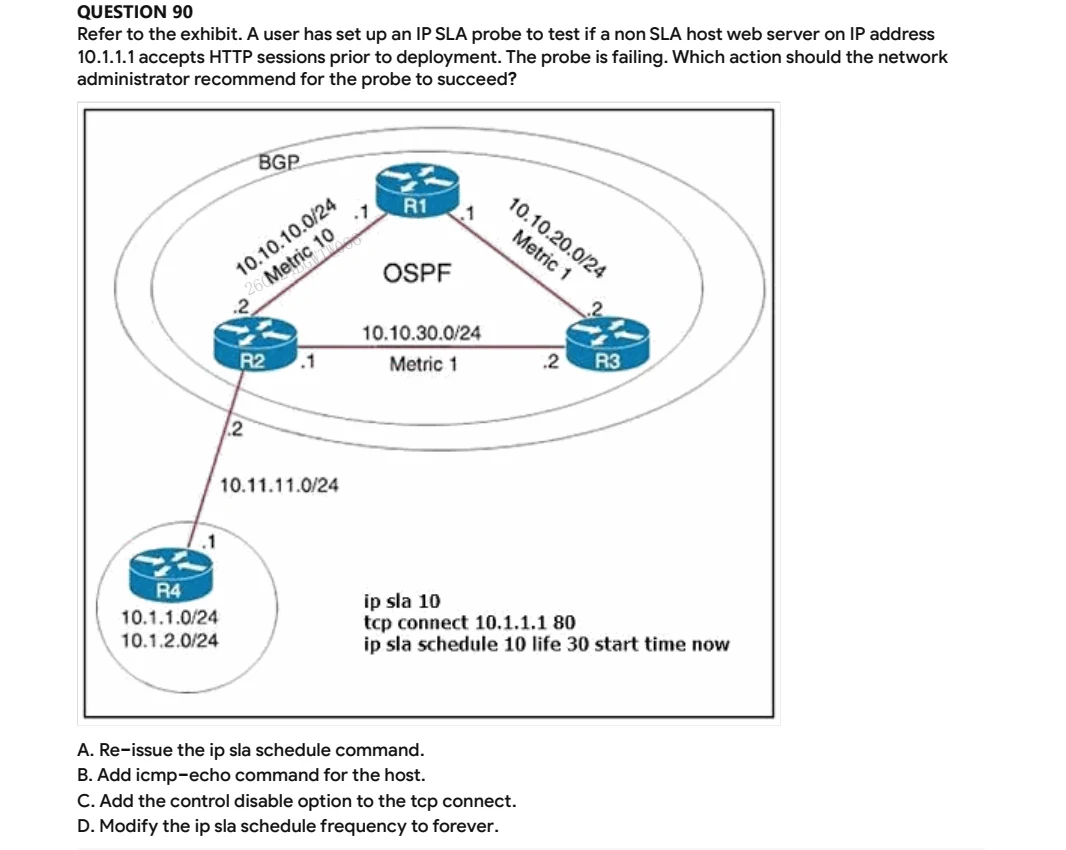 QUESTION 90
Refer to the exhibit. A user has set up an IP SLA probe to test if a non SLA host web server on IP address
10.1.1.1 accepts HTTP sessions prior to deployment. The probe is failing. Which action should the network
administrator recommend for the probe to succeed?
BGP
R1
.1
.1
10.10.10.0/24
Metric 10
10.10.20.0/24
Metric 1
OSPF
.2
.2
10.10.30.0/24
R2
.1
Metric 1
.2
R3
.2
10.11.11.0/24
.1
R4
10.1.1.0/24
10.1.2.0/24
ip sla 10
tcp connect 10.1.1.1 80
ip sla schedule 10 life 30 start time now
A. Re-issue the ip sla schedule command.
B. Add icmp-echo command for the host.
C. Add the control disable option to the tcp connect.
D. Modify the ip sla schedule frequency to forever.